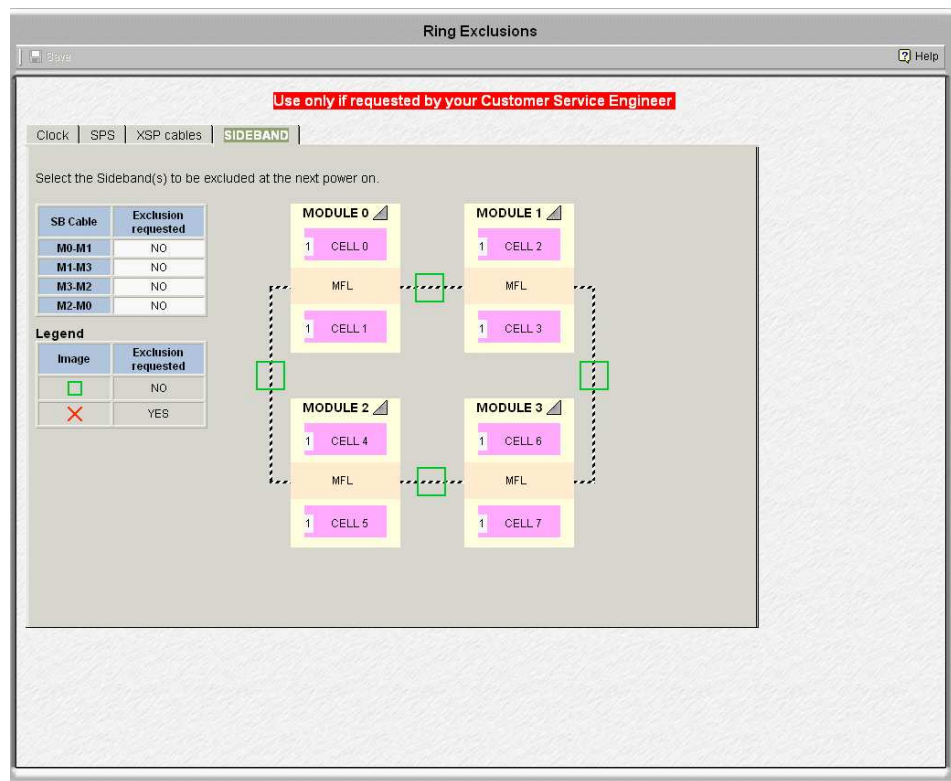 Ring Exclusions
Save
Help
Use only if requested by your Customer Service Engineer
Clock SPS XSP cables SIDEBAND
Select the Sideband(s) to be excluded at the next power on.
SB Cable Exclusion requested
M0-M1 NO
M1-M3 NO
M3-M2 NO
M2-M0 NO
Legend
Image Exclusion requested
NO
YES
MODULE 0
1 CELL 0
MFL
1 CELL 1
MODULE 1
1 CELL 2
MFL
1 CELL 3
MODULE 2
1 CELL 4
MFL
1 CELL 5
MODULE 3
1 CELL 6
MFL
1 CELL 7